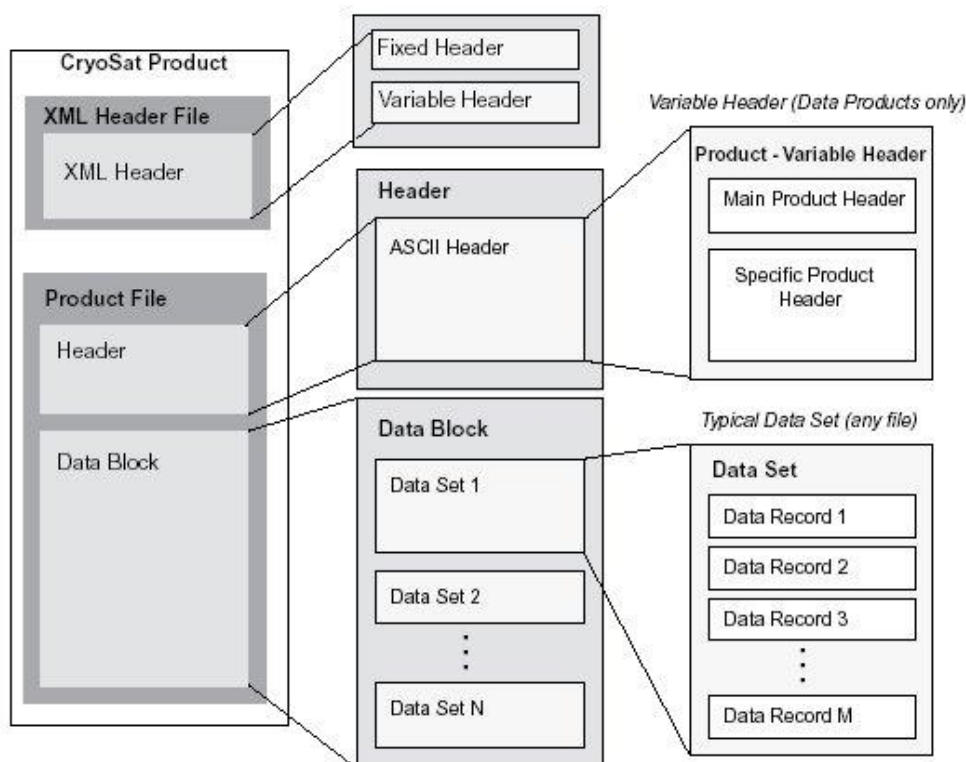 CryoSat Product
XML Header File
XML Header
Product File
Header
Data Block
Fixed Header
Variable Header
Header
ASCII Header
Data Block
Data Set 1
Data Set 2
Data Set N
Variable Header (Data Products only)
Product - Variable Header
Main Product Header
Specific Product
Header
Typical Data Set (any file)
Data Set
Data Record 1
Data Record 2
Data Record 3
Data Record M